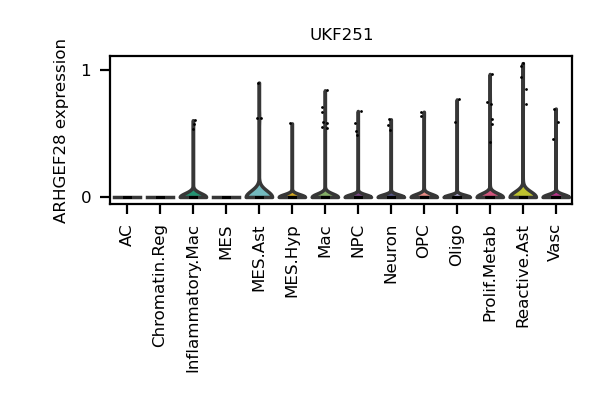 UKF251
ARHGEF28 expression
1
0
AC
Chromatin.Reg
Inflammatory.Mac
MES
MES.Ast
MES.Hyp
Mac
NPC
Neuron
OPC
Oligo
Prolif.Metab
Reactive.Ast
Vasc